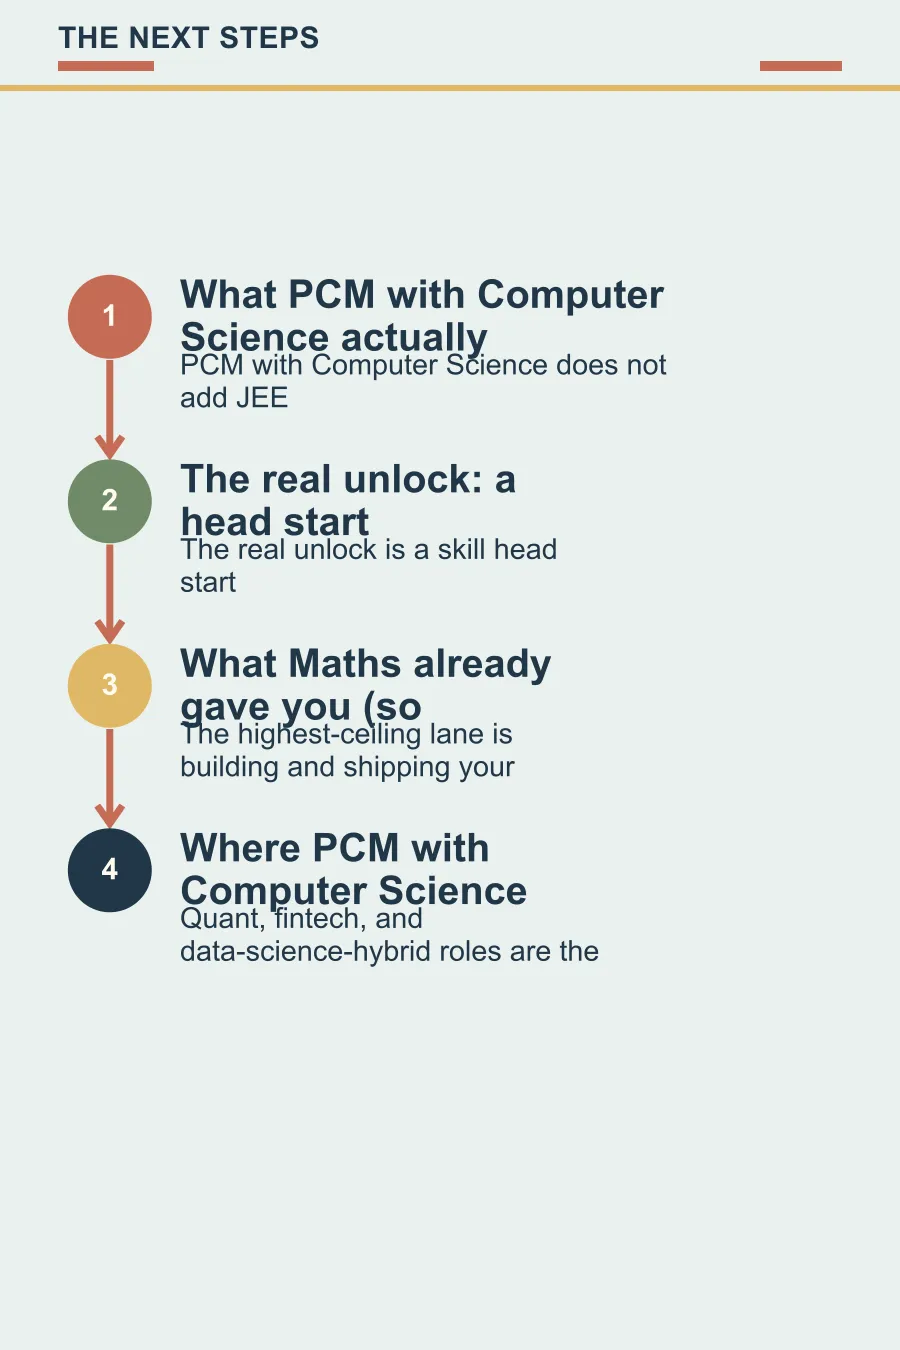 THE NEXT STEPS
1
What PCM with Computer
Science actually
PCM with Computer Science does not
add JEE
2
The real unlock: a
head start
The real unlock is a skill head
start
3
What Maths already
gave you (so
The highest-ceiling lane is
building and shipping your
4
Where PCM with
Computer Science
Quant, fintech, and
data-science-hybrid roles are the